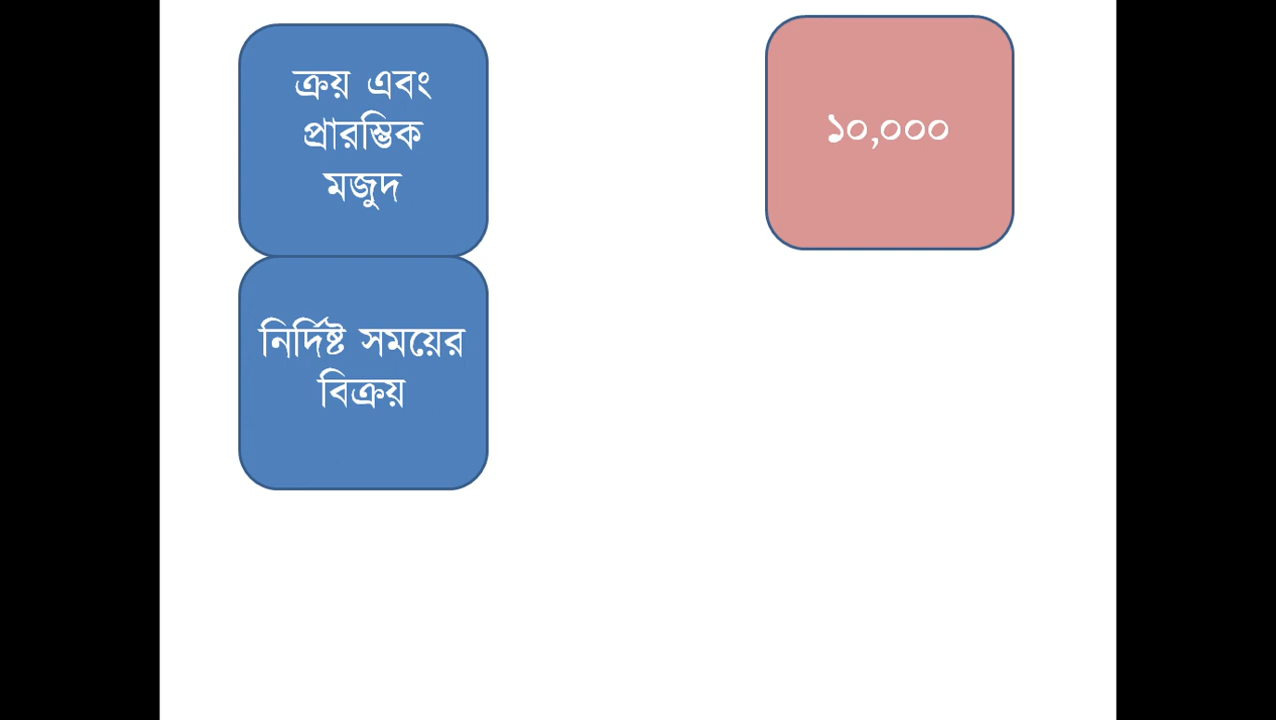 ক্রয় এবং
প্রারম্ভিক
মজুদ
১০,০০০
নির্দিষ্ট সময়ের
বিক্রয়